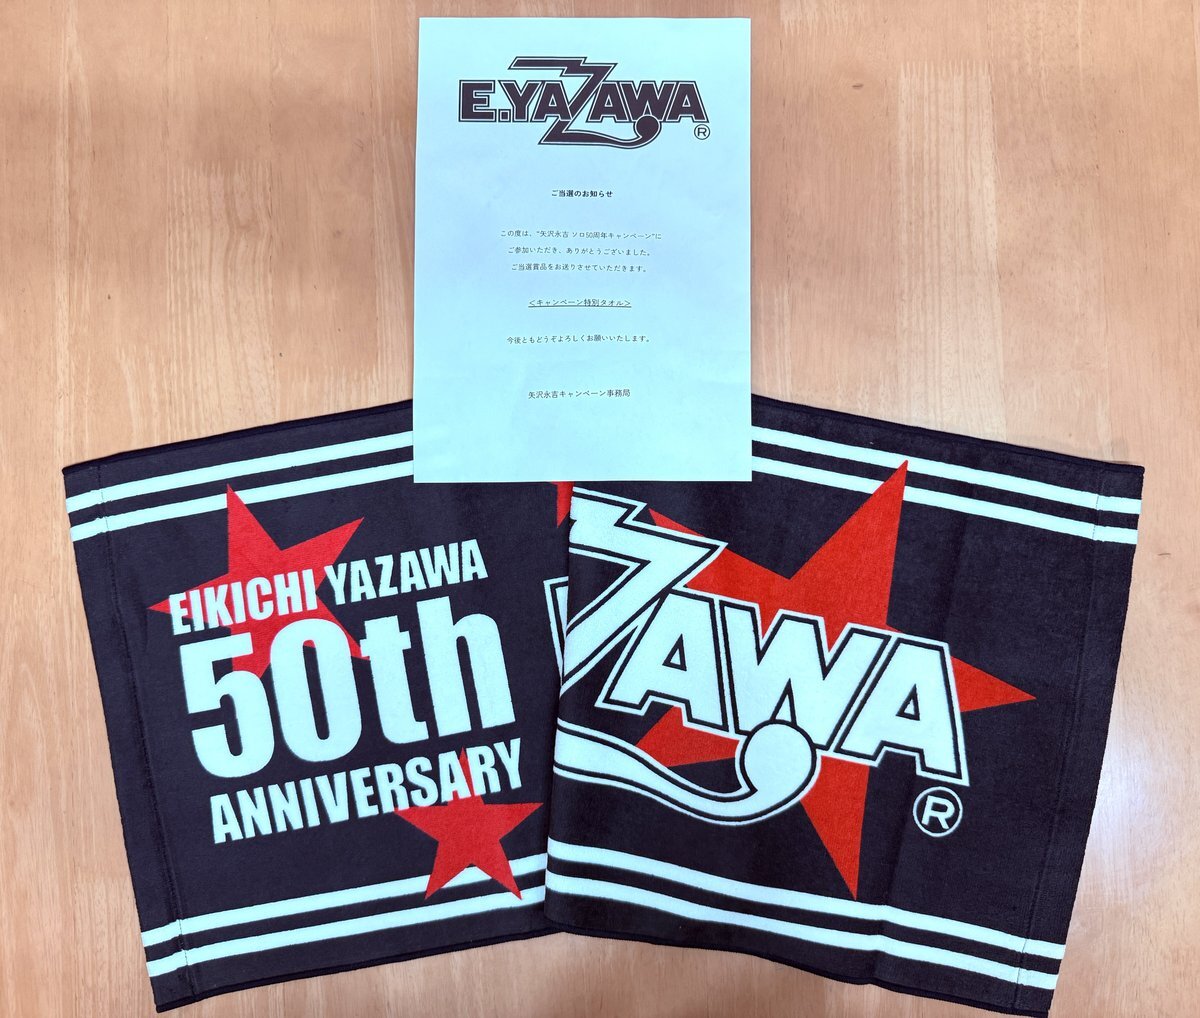 E.YAZAWA
®
ご当選のお知らせ
この度は、"矢沢永吉 ソロ50周年キャンペーン"に
ご参加いただき、ありがとうございました。
ご当選賞品をお送りさせていただきます。
＜キャンペーン特別タオル＞
今後ともどうぞよろしくお願いいたします。
矢沢永吉キャンペーン事務局
EIKICHI YAZAWA
50th
ANNIVERSARY
ZAWA
®